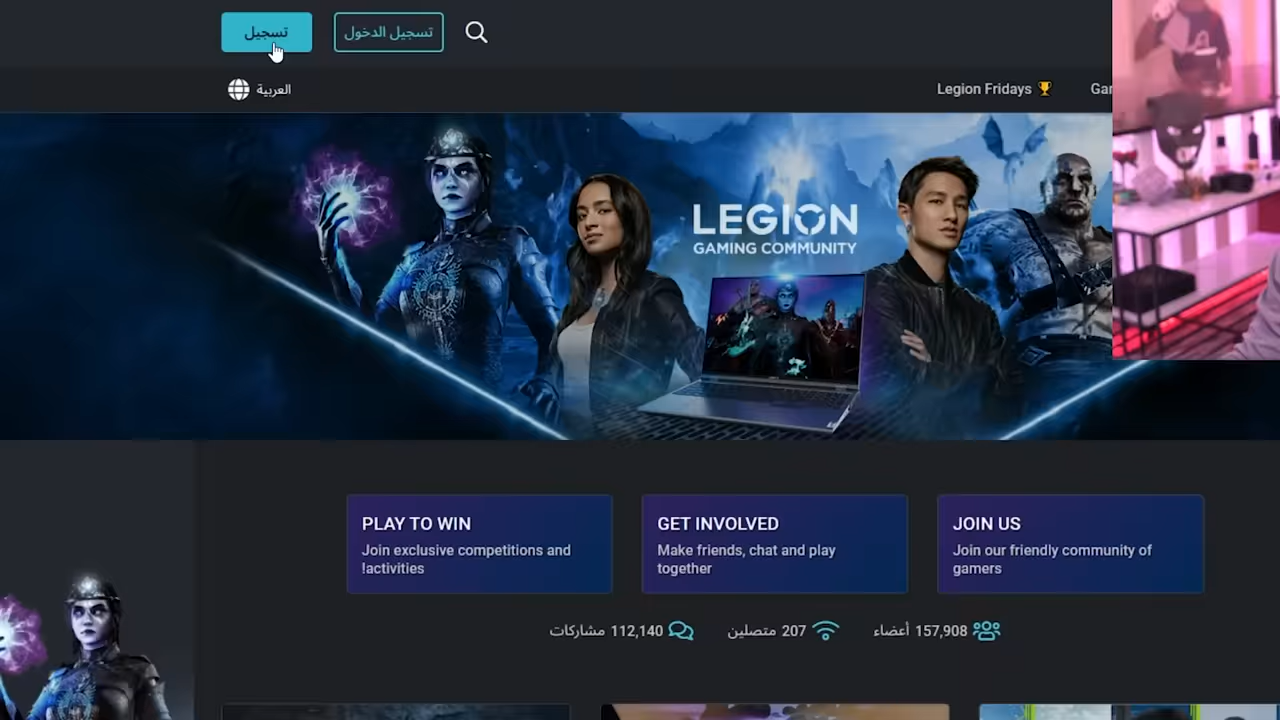 تسجيل
تسجيل الدخول
العربية
Legion Fridays
LEGION
GAMING COMMUNITY
PLAY TO WIN
Join exclusive competitions and
!activities
GET INVOLVED
Make friends, chat and play
together
JOIN US
Join our friendly community of
gamers
157,908 أعضاء
207 متصلين
112,140 مشاركات